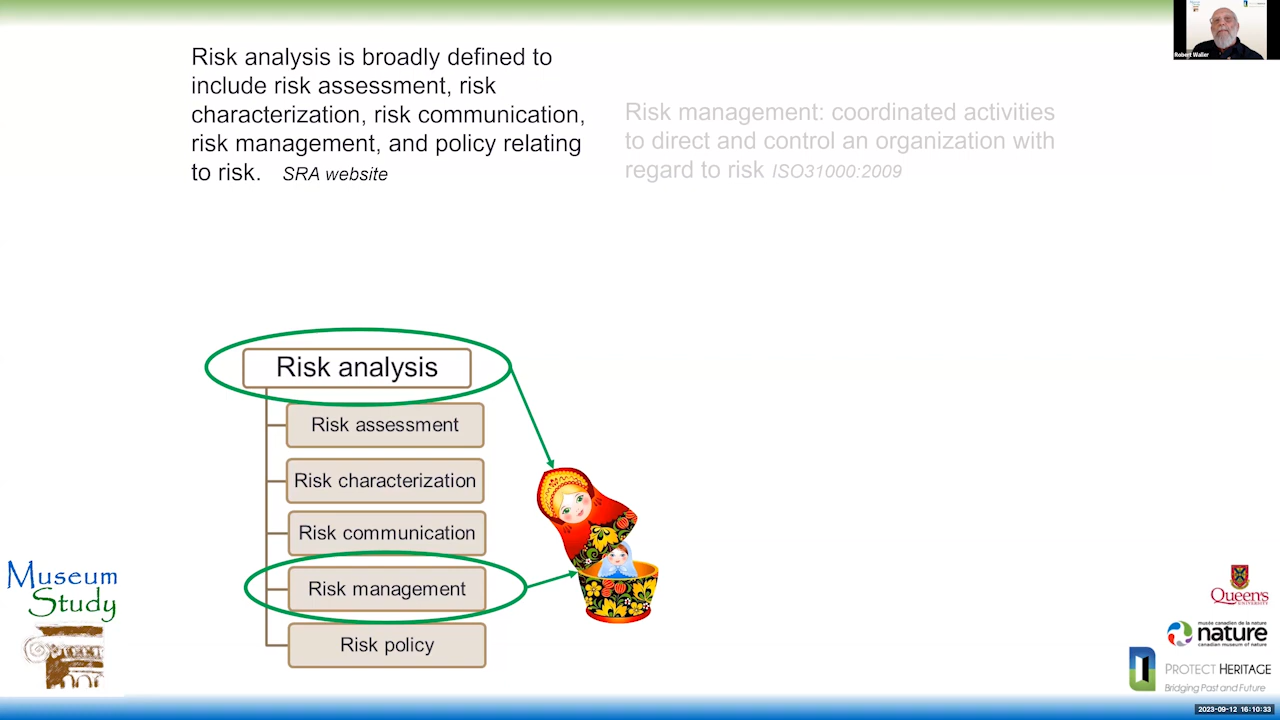 Risk analysis is broadly defined to
include risk assessment, risk
characterization, risk communication,
risk management, and policy relating
to risk. SRA website
Risk management: coordinated activities
to direct and control an organization with
regard to risk ISO31000:2009
Robert Waller
Risk analysis
Risk assessment
Risk characterization
Risk communication
Risk management
Risk policy
Museum
Study
Queen's
UNIVERSITY
musée canadien de la nature
nature
canadian museum of nature
PROTECT HERITAGE
Bridging Past and Future
2023-09-12 16:10:33